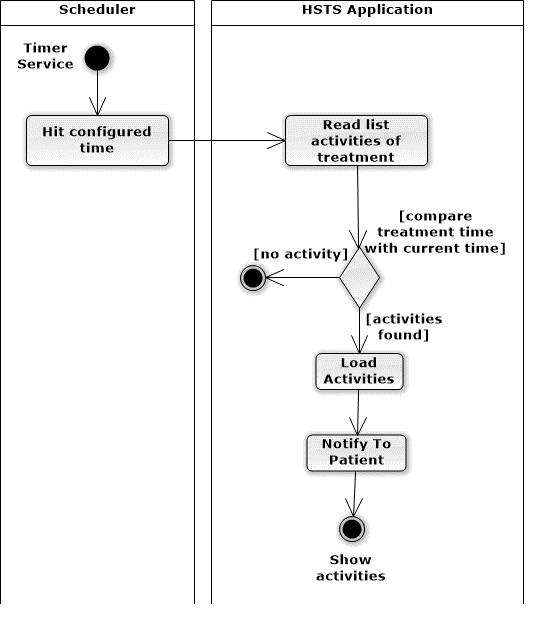 Scheduler
HSTS Application
Timer
Service
Hit configured
time
Read list
activities of
treatment
[compare
treatment time
with current time]
[no activity]
[activities
found]
Load
Activities
Notify To
Patient
Show
activities